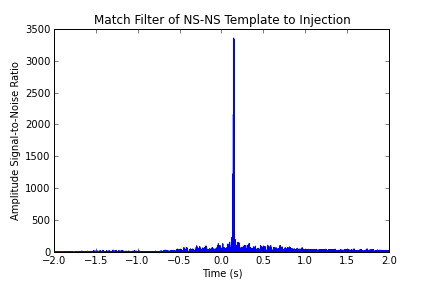 Match Filter of NS-NS Template to Injection
Amplitude Signal-to-Noise Ratio
3500
3000
2500
2000
1500
1000
500
0
−2.0 −1.5 −1.0 −0.5 0.0 0.5 1.0 1.5 2.0
Time (s)